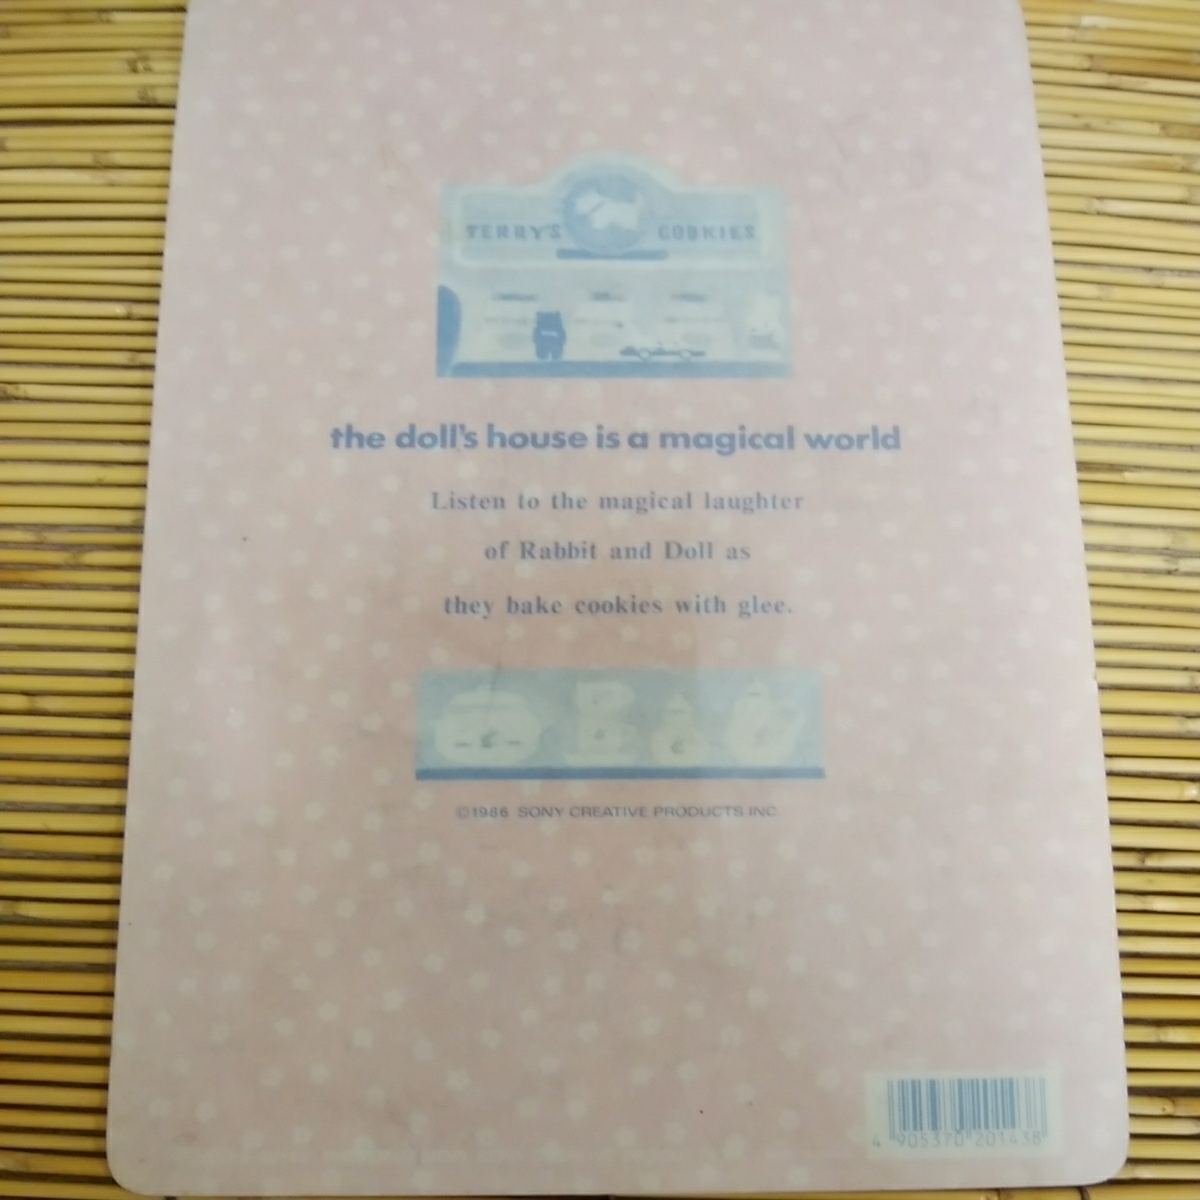 TERRY'S COOKIES
the doll's house is a magical world
Listen to the magical laughter
of Rabbit and Doll as
they bake cookies with glee.
©1986 SONY CREATIVE PRODUCTS INC.
4 905370 201438